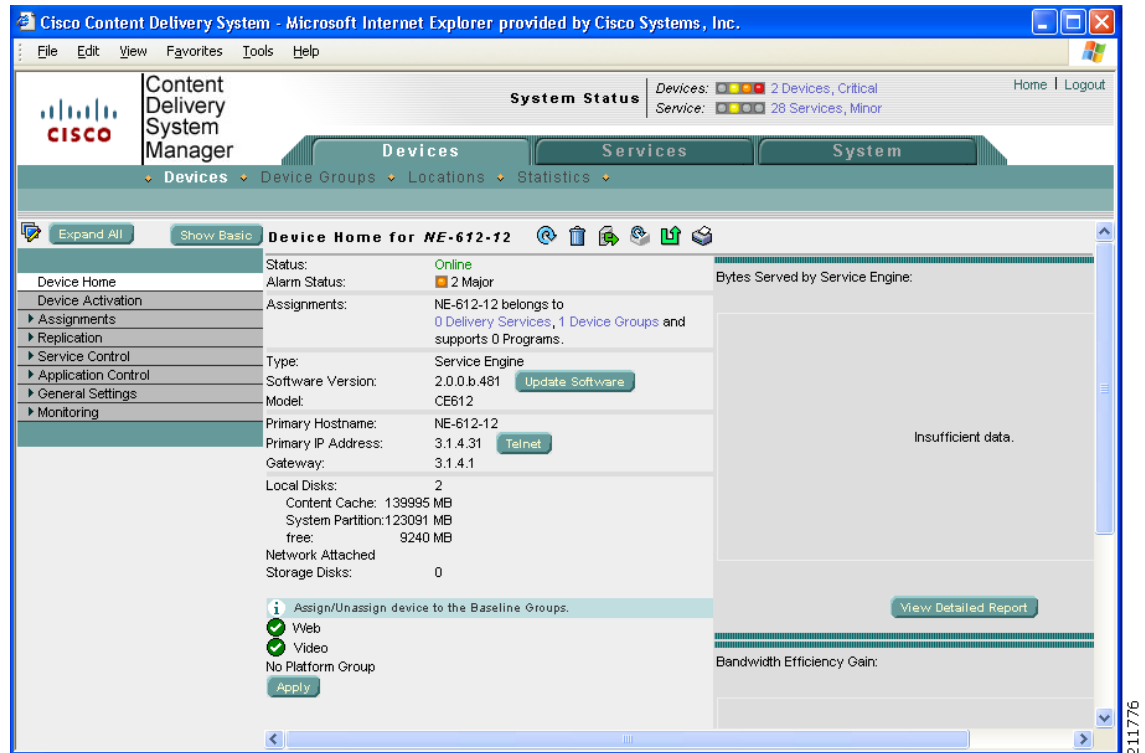 Cisco Content Delivery System - Microsoft Internet Explorer provided by Cisco Systems, Inc.
File Edit View Favorites Tools Help
CISCO
Content
Delivery
System
Manager
System Status
Devices: 2 Devices, Critical
Service: 28 Services, Minor
Home | Logout
Devices Services System
Devices Device Groups Locations Statistics
Expand All Show Basic
Device Home
Device Activation
Assignments
Replication
Service Control
Application Control
General Settings
Monitoring
Device Home for NE-612-12
Status: Online
Alarm Status: 2 Major
Assignments: NE-612-12 belongs to
0 Delivery Services, 1 Device Groups and
supports 0 Programs.
Type: Service Engine
Software Version: 2.0.0.b.481 Update Software
Model: CE612
Primary Hostname: NE-612-12
Primary IP Address: 3.1.4.31 Telnet
Gateway: 3.1.4.1
Local Disks: 2
Content Cache: 139995 MB
System Partition:123091 MB
free: 9240 MB
Network Attached
Storage Disks: 0
i Assign/Unassign device to the Baseline Groups.
Web
Video
No Platform Group
Apply
Bytes Served by Service Engine:
Insufficient data.
View Detailed Report
Bandwidth Efficiency Gain:
211776